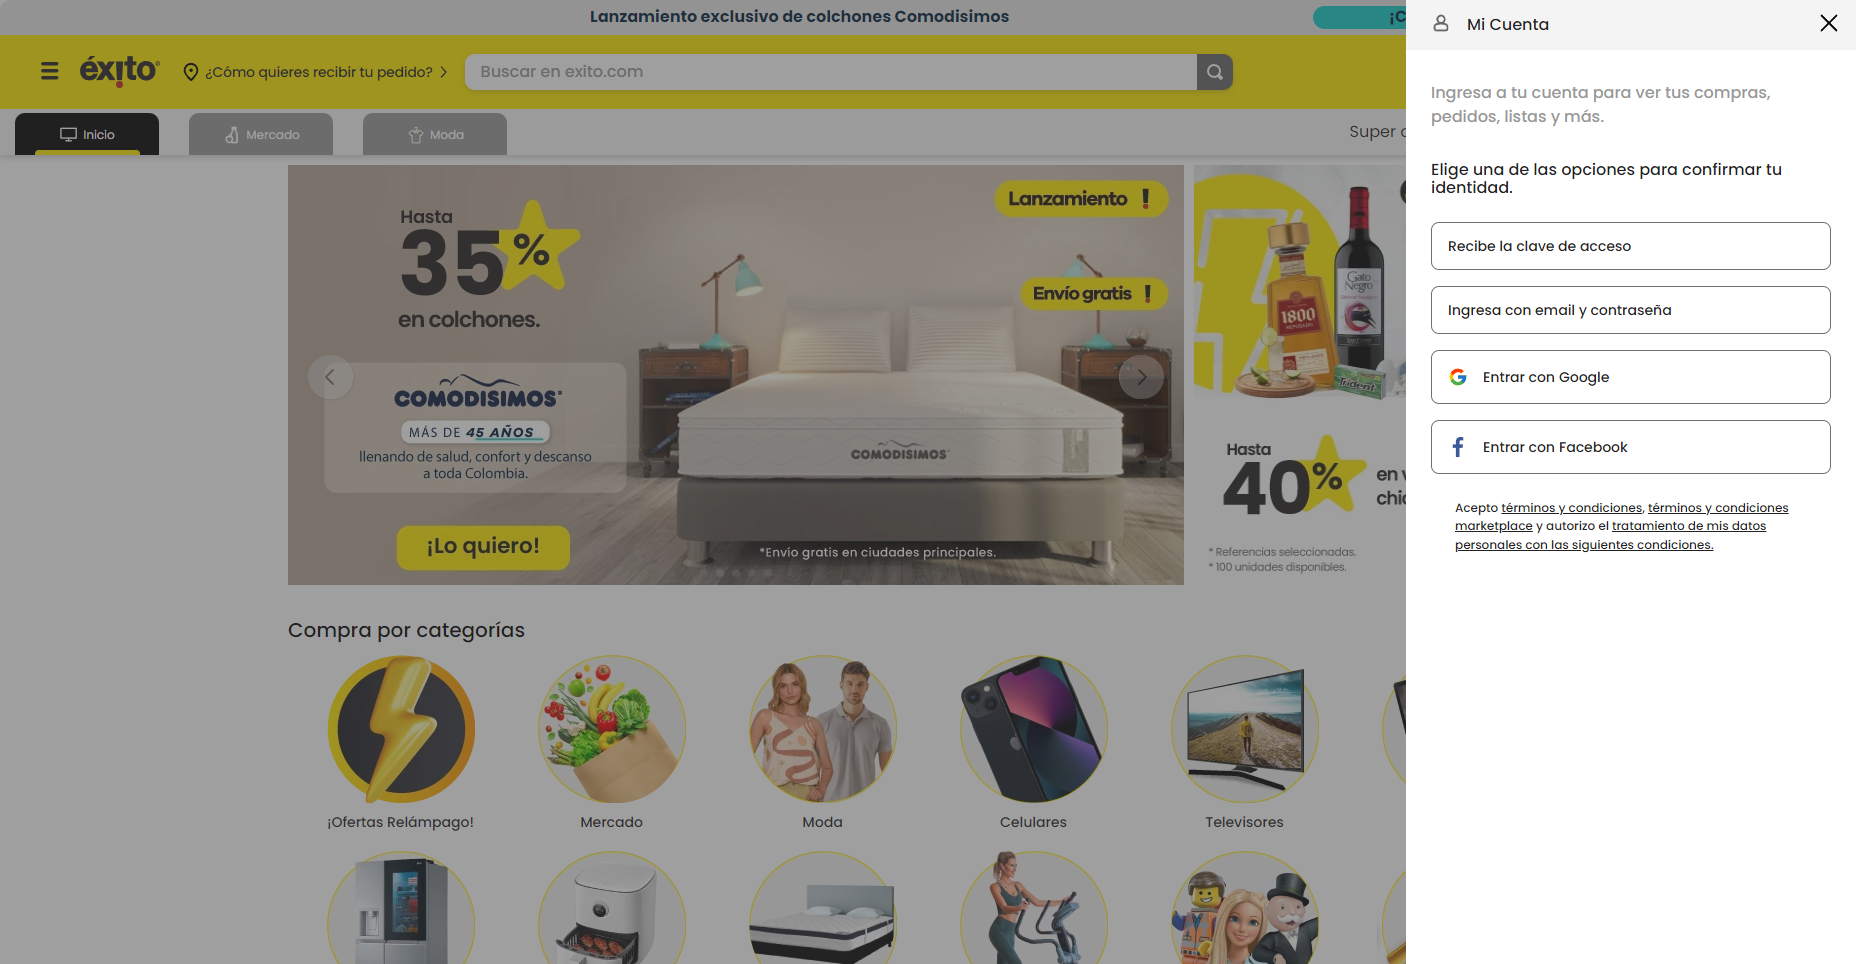 Lanzamiento exclusivo de colchones Comodisimos
¡C
éxito
¿Cómo quieres recibir tu pedido?
Buscar en exito.com
Inicio
Mercado
Moda
Super
Hasta
35%
en colchones.
COMODISIMOS
MÁS DE 45 AÑOS
llenando de salud, confort y descanso
a toda Colombia.
¡Lo quiero!
Lanzamiento !
Envío gratis !
COMODISIMOS
*Envío gratis en ciudades principales.
1800
Gato
Negro
Trident
Hasta
40%
en v
chic
* Referencias seleccionadas.
* 100 unidades disponibles.
Compra por categorías
¡Ofertas Relámpago!
Mercado
Moda
Celulares
Televisores
Mi Cuenta
Ingresa a tu cuenta para ver tus compras,
pedidos, listas y más.
Elige una de las opciones para confirmar tu
identidad.
Recibe la clave de acceso
Ingresa con email y contraseña
Entrar con Google
Entrar con Facebook
Acepto términos y condiciones, términos y condiciones
marketplace y autorizo el tratamiento de mis datos
personales con las siguientes condiciones.